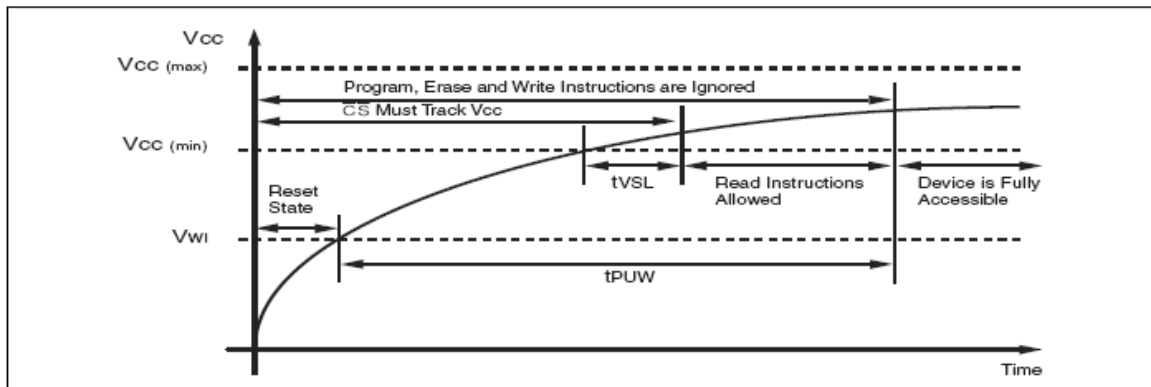 Vcc
Vcc (max)
Program, Erase and Write Instructions are Ignored
CS Must Track Vcc
Vcc (min)
tVSL
Read Instructions
Allowed
Device is Fully
Accessible
Reset
State
VWI
tPUW
Time